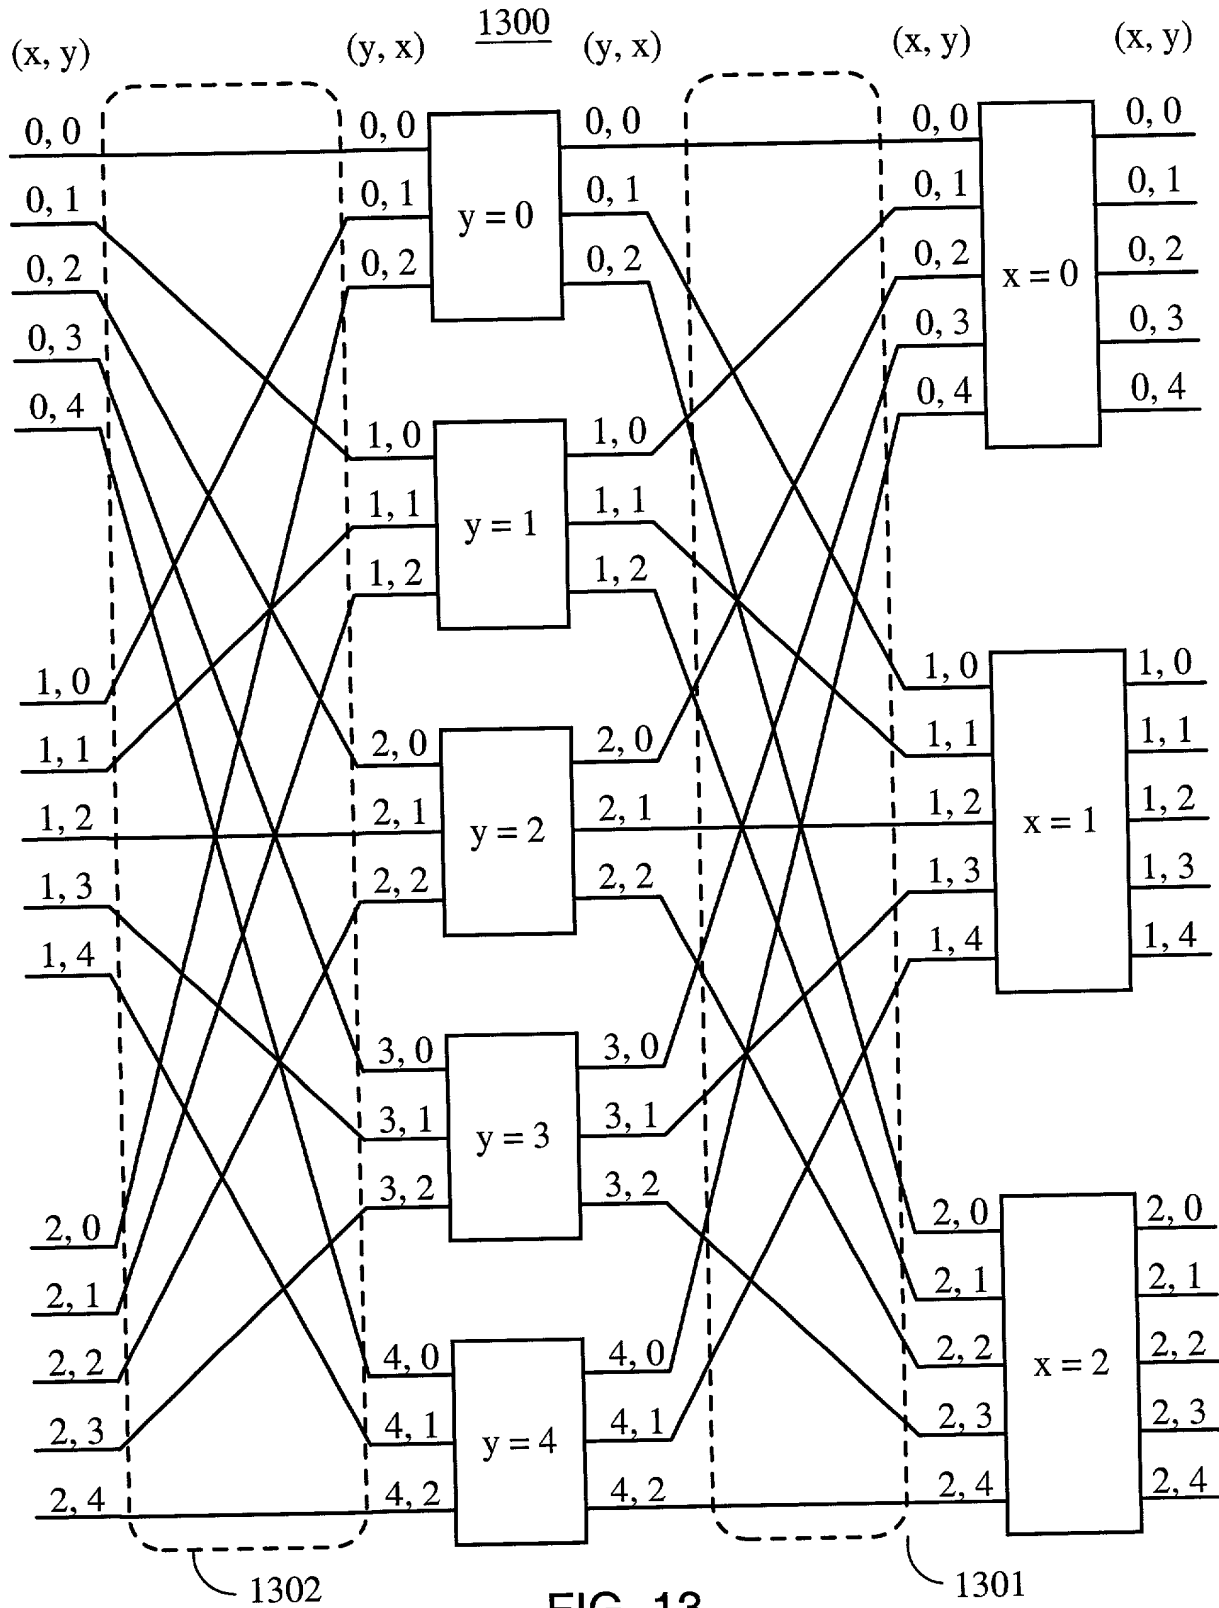 1300
(x, y) (y, x) (y, x) (x, y) (x, y)
0, 0 0, 0 0, 0 0, 0 0, 0
0, 1 0, 1 y = 0 0, 1 0, 1 0, 1
0, 2 0, 2 0, 2 0, 2 x = 0 0, 2
0, 3 0, 3 0, 3
0, 4 0, 4 0, 4
1, 0 1, 0
1, 1 y = 1 1, 1
1, 2 1, 2
1, 0 1, 0 1, 0
1, 1 2, 0 2, 0 1, 1 1, 1
1, 2 2, 1 y = 2 2, 1 1, 2 x = 1 1, 2
1, 3 2, 2 2, 2 1, 3 1, 3
1, 4 1, 4 1, 4
3, 0 3, 0
3, 1 y = 3 3, 1
3, 2 3, 2
2, 0 2, 0 2, 0
2, 1 2, 1 2, 1
2, 2 4, 0 4, 0 2, 2 x = 2 2, 2
2, 3 4, 1 y = 4 4, 1 2, 3 2, 3
2, 4 4, 2 4, 2 2, 4 2, 4
1302 1301
FIG. 13